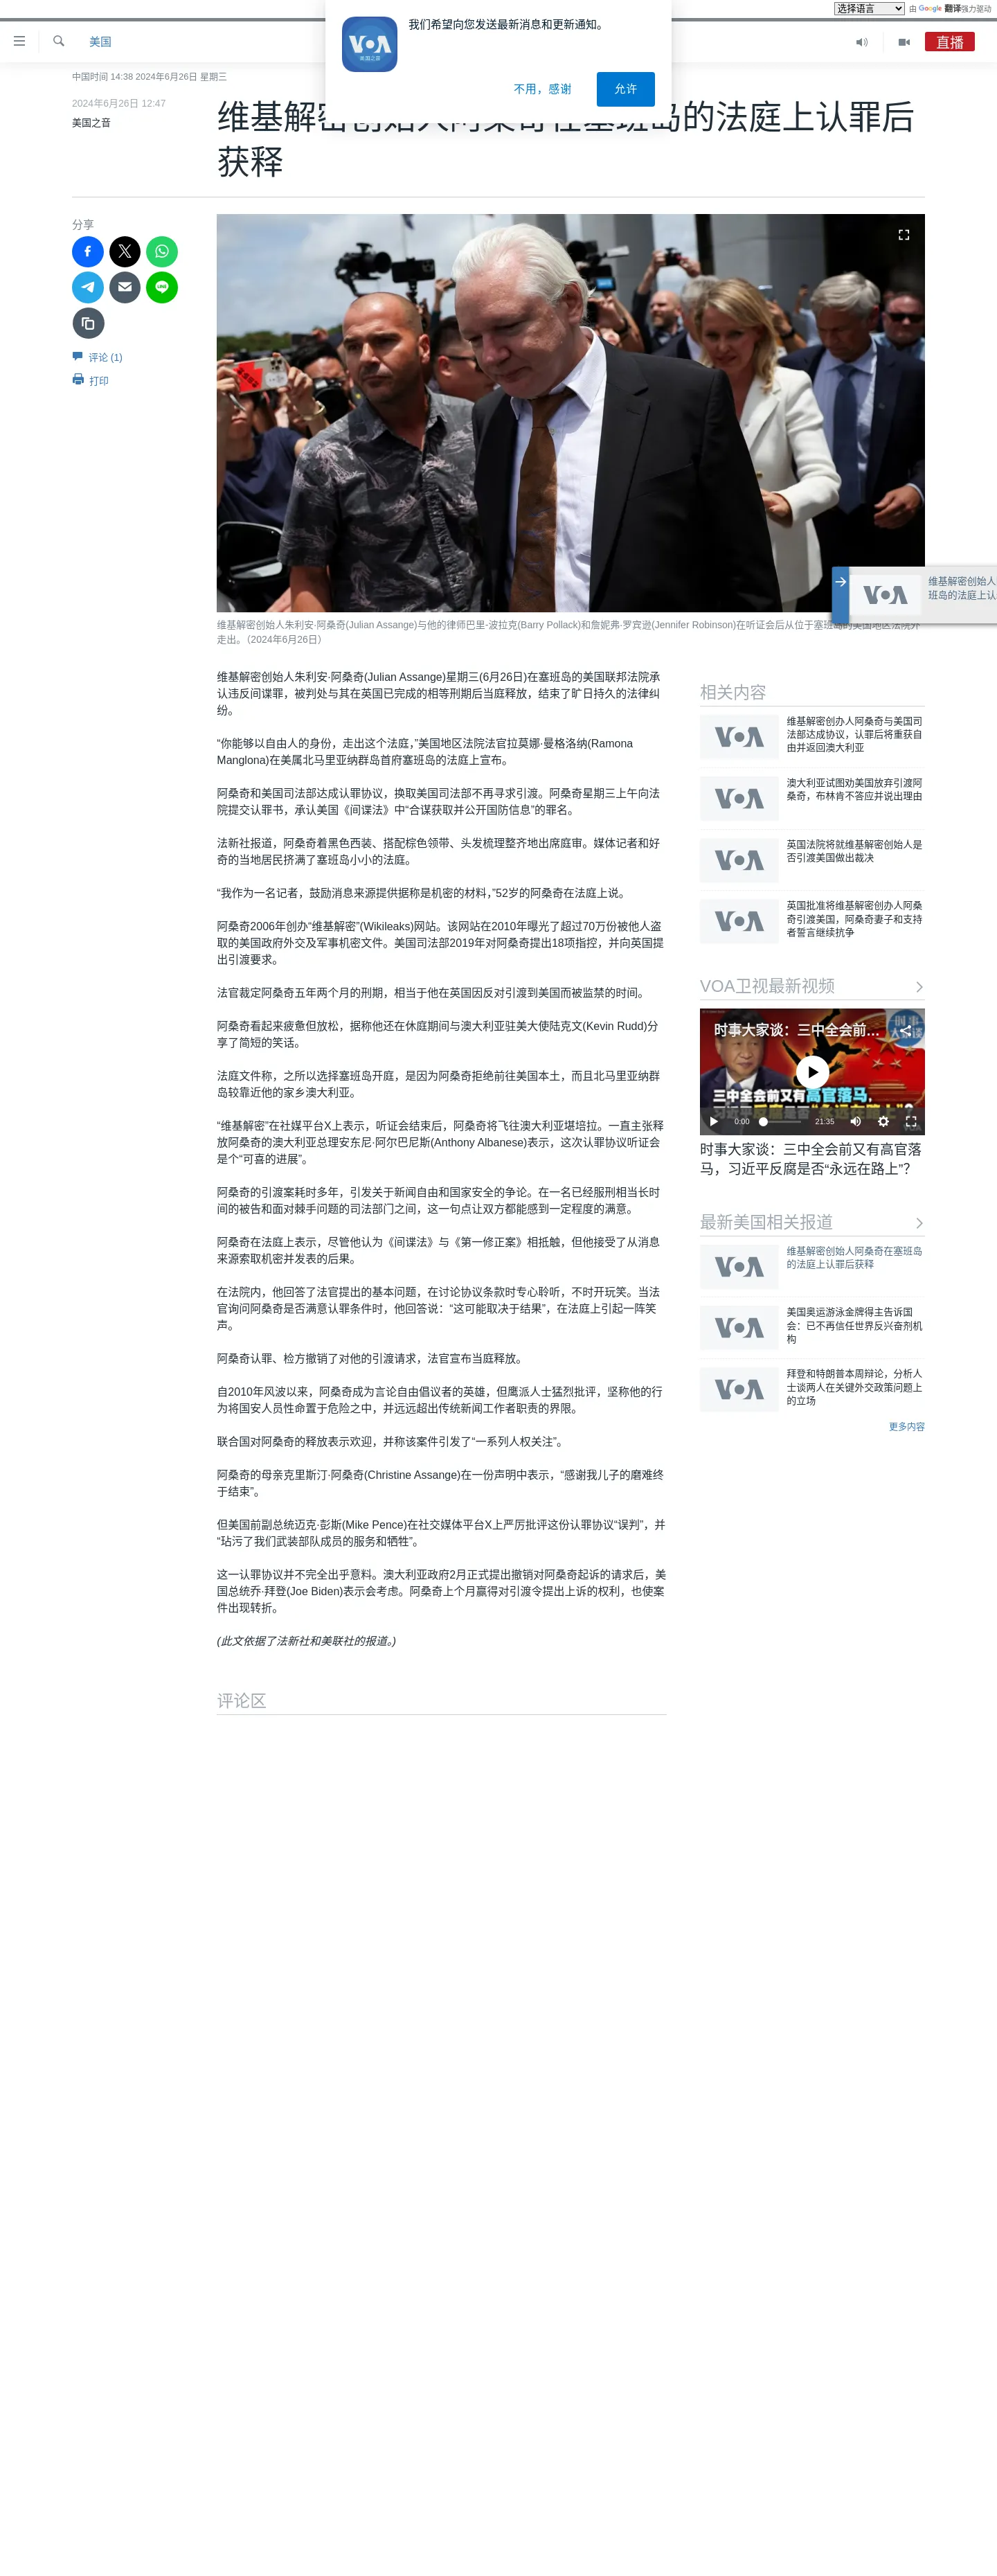 选择语言
由 Google 翻译强力驱动
VOA
美国之音
我们希望向您发送最新消息和更新通知。
不用，感谢
允许
美国
直播
中国时间 14:38 2024年6月26日 星期三
2024年6月26日 12:47
美国之音
维基解密创始人阿桑奇在塞班岛的法庭上认罪后
获释
分享
评论 (1)
打印
VOA
维基解密创始人
班岛的法庭上认
维基解密创始人朱利安·阿桑奇(Julian Assange)与他的律师巴里-波拉克(Barry Pollack)和詹妮弗·罗宾逊(Jennifer Robinson)在听证会后从位于塞班岛的美国地区法院外
走出。（2024年6月26日）
维基解密创始人朱利安·阿桑奇(Julian Assange)星期三(6月26日)在塞班岛的美国联邦法院承
认违反间谍罪，被判处与其在英国已完成的相等刑期后当庭释放，结束了旷日持久的法律纠
纷。
“你能够以自由人的身份，走出这个法庭，”美国地区法院法官拉莫娜·曼格洛纳(Ramona
Manglona)在美属北马里亚纳群岛首府塞班岛的法庭上宣布。
阿桑奇和美国司法部达成认罪协议，换取美国司法部不再寻求引渡。阿桑奇星期三上午向法
院提交认罪书，承认美国《间谍法》中“合谋获取并公开国防信息”的罪名。
法新社报道，阿桑奇着黑色西装、搭配棕色领带、头发梳理整齐地出席庭审。媒体记者和好
奇的当地居民挤满了塞班岛小小的法庭。
“我作为一名记者，鼓励消息来源提供据称是机密的材料，”52岁的阿桑奇在法庭上说。
阿桑奇2006年创办“维基解密”(Wikileaks)网站。该网站在2010年曝光了超过70万份被他人盗
取的美国政府外交及军事机密文件。美国司法部2019年对阿桑奇提出18项指控，并向英国提
出引渡要求。
法官裁定阿桑奇五年两个月的刑期，相当于他在英国因反对引渡到美国而被监禁的时间。
阿桑奇看起来疲惫但放松，据称他还在休庭期间与澳大利亚驻美大使陆克文(Kevin Rudd)分
享了简短的笑话。
法庭文件称，之所以选择塞班岛开庭，是因为阿桑奇拒绝前往美国本土，而且北马里亚纳群
岛较靠近他的家乡澳大利亚。
“维基解密”在社媒平台X上表示，听证会结束后，阿桑奇将飞往澳大利亚堪培拉。一直主张释
放阿桑奇的澳大利亚总理安东尼·阿尔巴尼斯(Anthony Albanese)表示，这次认罪协议听证会
是个“可喜的进展”。
阿桑奇的引渡案耗时多年，引发关于新闻自由和国家安全的争论。在一名已经服刑相当长时
间的被告和面对棘手问题的司法部门之间，这一句点让双方都能感到一定程度的满意。
阿桑奇在法庭上表示，尽管他认为《间谍法》与《第一修正案》相抵触，但他接受了从消息
来源索取机密并发表的后果。
在法院内，他回答了法官提出的基本问题，在讨论协议条款时专心聆听，不时开玩笑。当法
官询问阿桑奇是否满意认罪条件时，他回答说：“这可能取决于结果”，在法庭上引起一阵笑
声。
阿桑奇认罪、检方撤销了对他的引渡请求，法官宣布当庭释放。
自2010年风波以来，阿桑奇成为言论自由倡议者的英雄，但鹰派人士猛烈批评，坚称他的行
为将国安人员性命置于危险之中，并远远超出传统新闻工作者职责的界限。
联合国对阿桑奇的释放表示欢迎，并称该案件引发了“一系列人权关注”。
阿桑奇的母亲克里斯汀·阿桑奇(Christine Assange)在一份声明中表示，“感谢我儿子的磨难终
于结束”。
但美国前副总统迈克·彭斯(Mike Pence)在社交媒体平台X上严厉批评这份认罪协议“误判”，并
“玷污了我们武装部队成员的服务和牺牲”。
这一认罪协议并不完全出乎意料。澳大利亚政府2月正式提出撤销对阿桑奇起诉的请求后，美
国总统乔·拜登(Joe Biden)表示会考虑。阿桑奇上个月赢得对引渡令提出上诉的权利，也使案
件出现转折。
(此文依据了法新社和美联社的报道。)
评论区
相关内容
VOA
维基解密创办人阿桑奇与美国司
法部达成协议，认罪后将重获自
由并返回澳大利亚
VOA
澳大利亚试图劝美国放弃引渡阿
桑奇，布林肯不答应并说出理由
VOA
英国法院将就维基解密创始人是
否引渡美国做出裁决
VOA
英国批准将维基解密创办人阿桑
奇引渡美国，阿桑奇妻子和支持
者誓言继续抗争
VOA卫视最新视频
时事大家谈：三中全会前…
三中全会前又有高官落马，
习近平反腐是否“永远在路上”？
0:00
21:35
时事大家谈：三中全会前又有高官落
马，习近平反腐是否“永远在路上”？
最新美国相关报道
VOA
维基解密创始人阿桑奇在塞班岛
的法庭上认罪后获释
VOA
美国奥运游泳金牌得主告诉国
会：已不再信任世界反兴奋剂机
构
VOA
拜登和特朗普本周辩论，分析人
士谈两人在关键外交政策问题上
的立场
更多内容